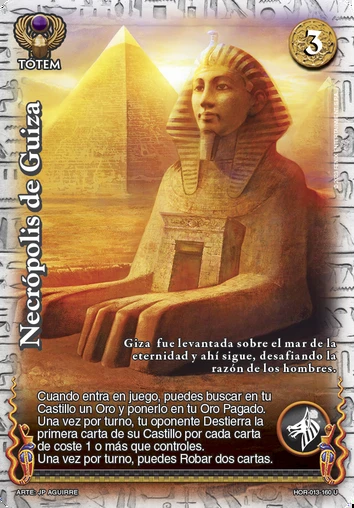 TOTEM
3
Necrópolis de Guiza
Giza fue levantada sobre el mar de la
eternidad y ahí sigue, desafiando la
razón de los hombres.
Cuando entra en juego, puedes buscar en tu
Castillo un Oro y ponerlo en tu Oro Pagado.
Una vez por turno, tu oponente Destierra la
primera carta de su Castillo por cada carta
de coste 1 o más que controles.
Una vez por turno, puedes Robar dos cartas.
ARTE: JP AGUIRRE
HOR-013-160 U